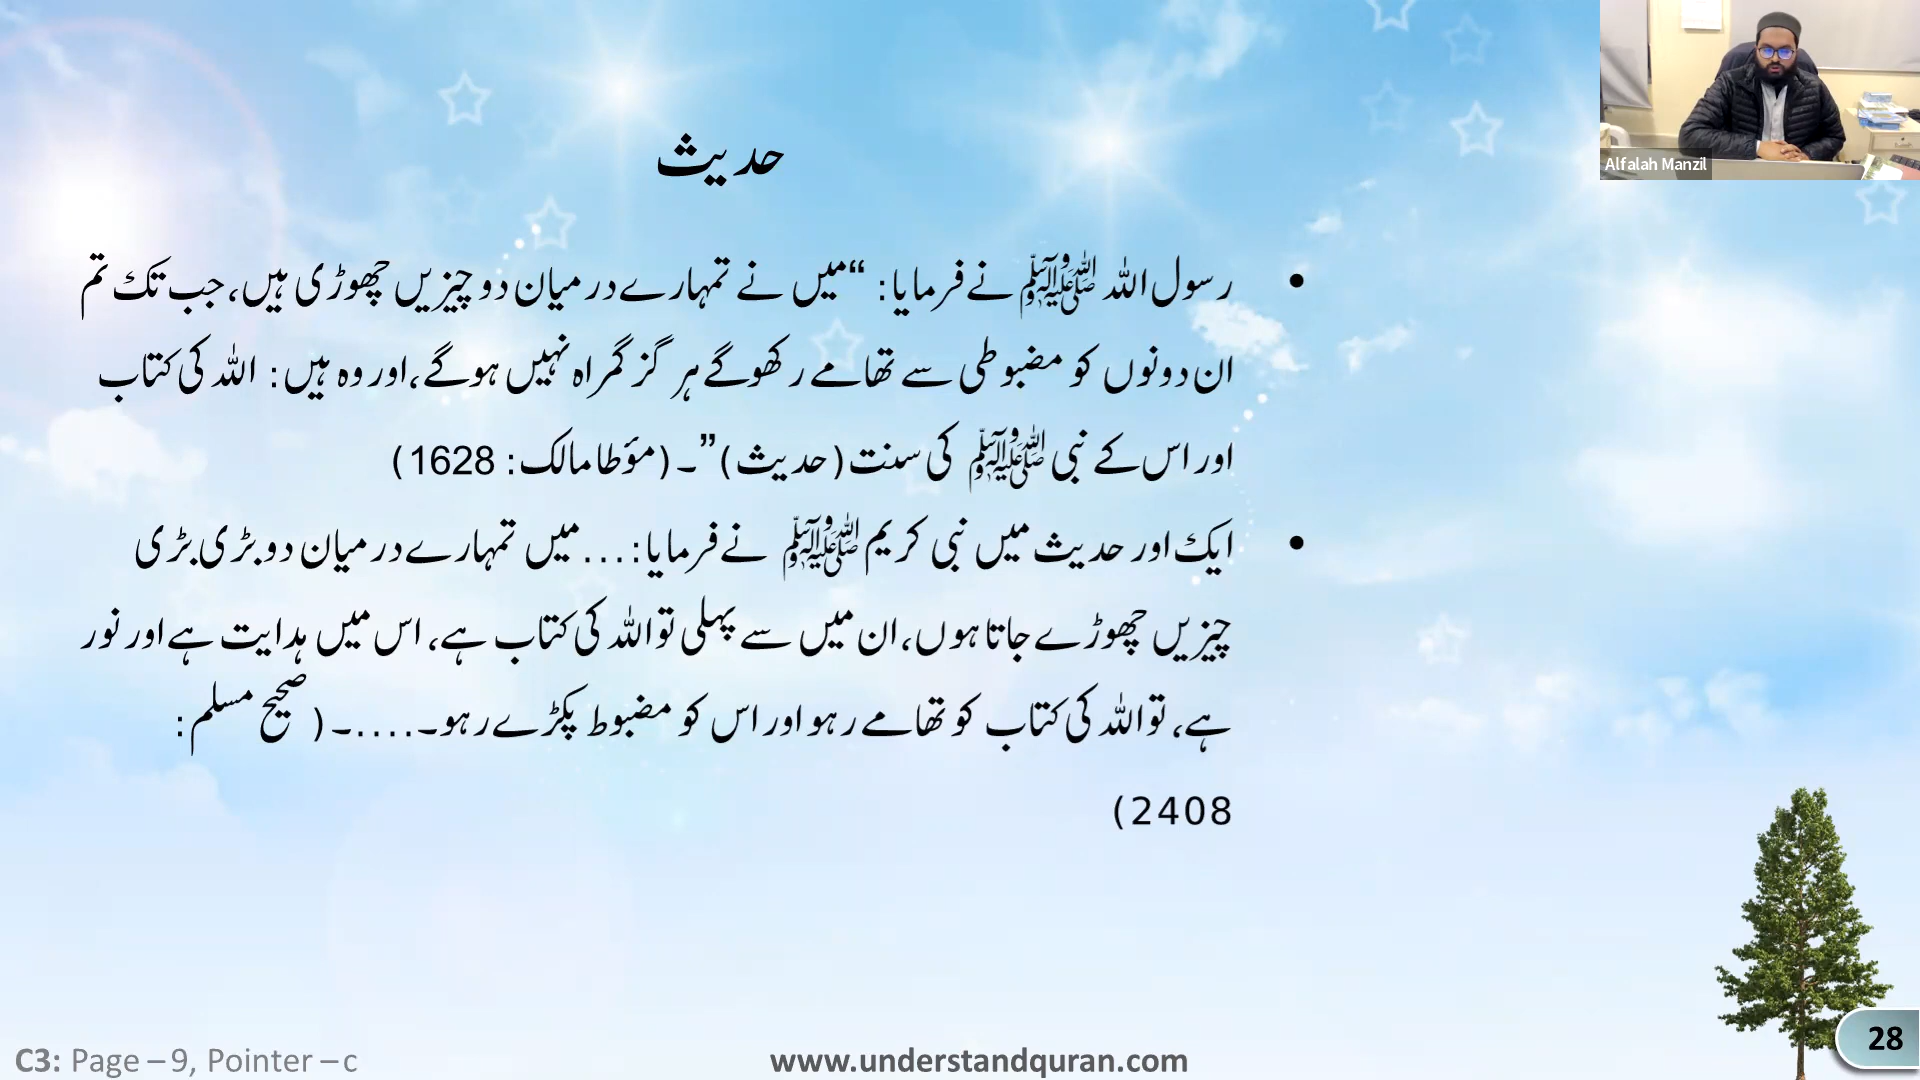 Alfalah Manzil
حدیث
• رسول اللہ ﷺ نے فرمایا: “میں نے تمہارے درمیان دو چیزیں چھوڑی ہیں، جب تک تم
ان دونوں کو مضبوطی سے تھامے رکھوگے ہر گز گمراہ نہیں ہوگے،اور وہ ہیں: اللہ کی کتاب
اور اس کے نبی ﷺ کی سنت (حدیث)”۔ (مؤطا مالک: 1628)
• ایک اور حدیث میں نبی کریم ﷺ نے فرمایا:...میں تمہارے درمیان دو بڑی بڑی
چیزیں چھوڑے جاتا ہوں، ان میں سے پہلی تو اللہ کی کتاب ہے، اس میں ہدایت ہے اور نور
ہے، تو اللہ کی کتاب کو تھامے رہو اور اس کو مضبوط پکڑے رہو۔....۔ (صحیح مسلم:
2408)
C3: Page – 9, Pointer – c
www.understandquran.com
28